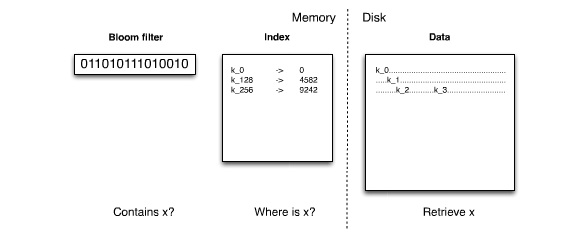 Memory
Disk
Bloom filter
Index
Data
011010111010010
k_0 -> 0
k_128 -> 4582
k_256 -> 9242
k_0..................................................
.....k_1.............................................
.........k_2...........k_3..........................
Contains x?
Where is x?
Retrieve x